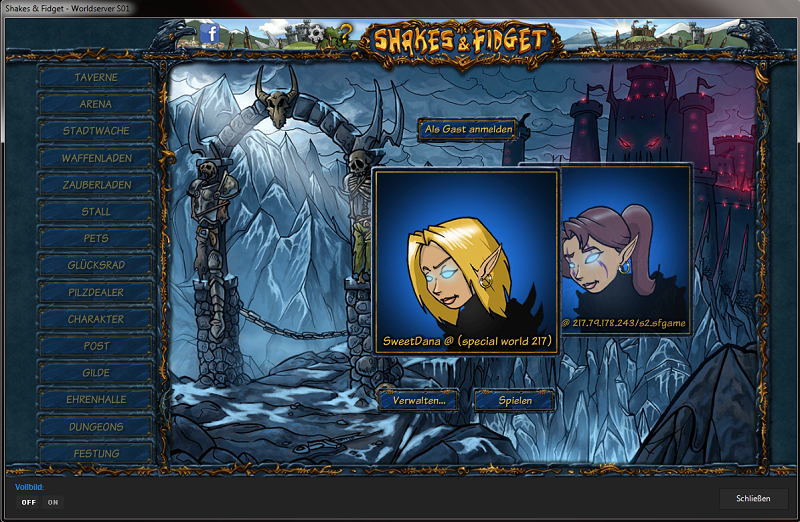 Shakes & Fidget - Worldserver S01
f
SHAKES & FIDGET
TAVERNE
ARENA
STADTWACHE
WAFFENLADEN
ZAUBERLADEN
STALL
PETS
GLÜCKSRAD
PILZDEALER
CHARAKTER
POST
GILDE
EHRENHALLE
DUNGEONS
FESTUNG
Als Gast anmelden
SweetDana @ (special world 217)
@ 217.79.178.243/s2.sfgame
Verwalten...
Spielen
Vollbild:
OFF ON
Schließen